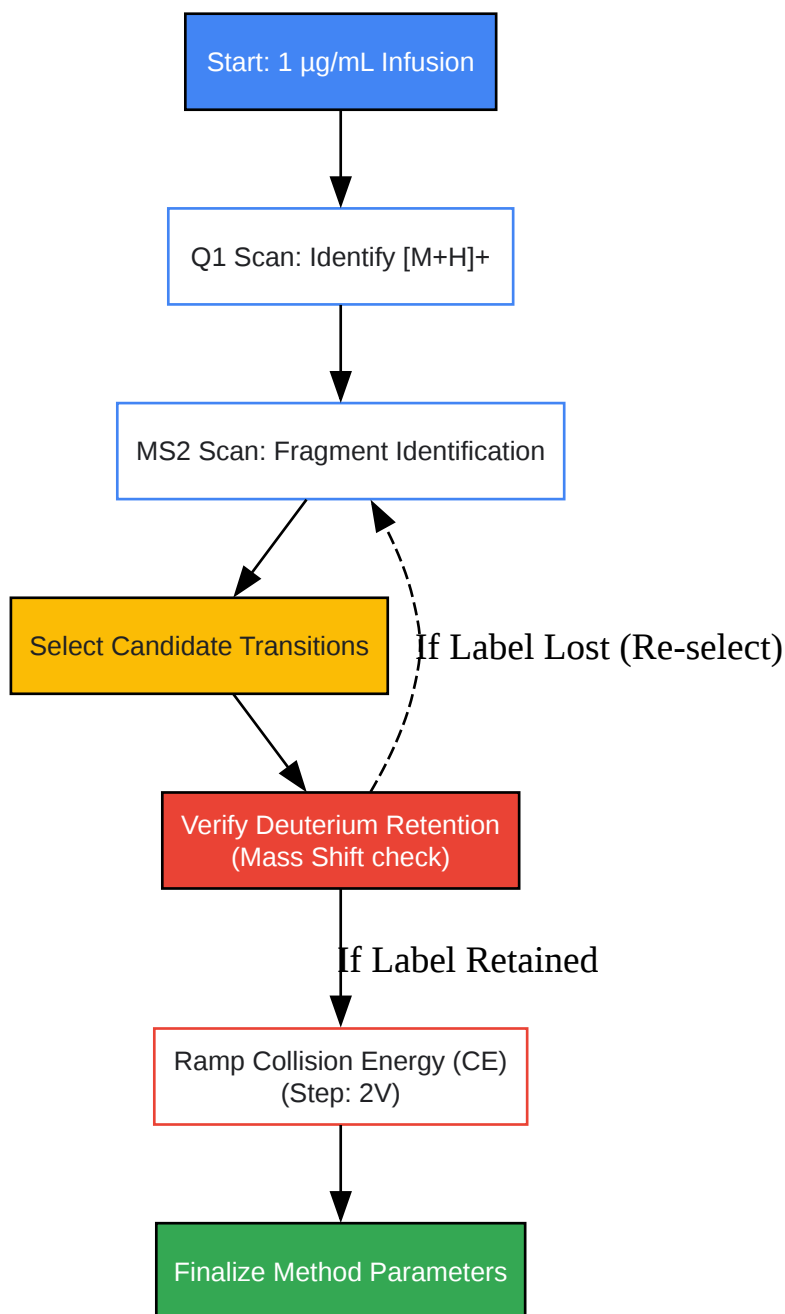 Start: 1 µg/mL Infusion
Q1 Scan: Identify [M+H]+
MS2 Scan: Fragment Identification
Select Candidate Transitions
If Label Lost (Re-select)
Verify Deuterium Retention
(Mass Shift check)
If Label Retained
Ramp Collision Energy (CE)
(Step: 2V)
Finalize Method Parameters